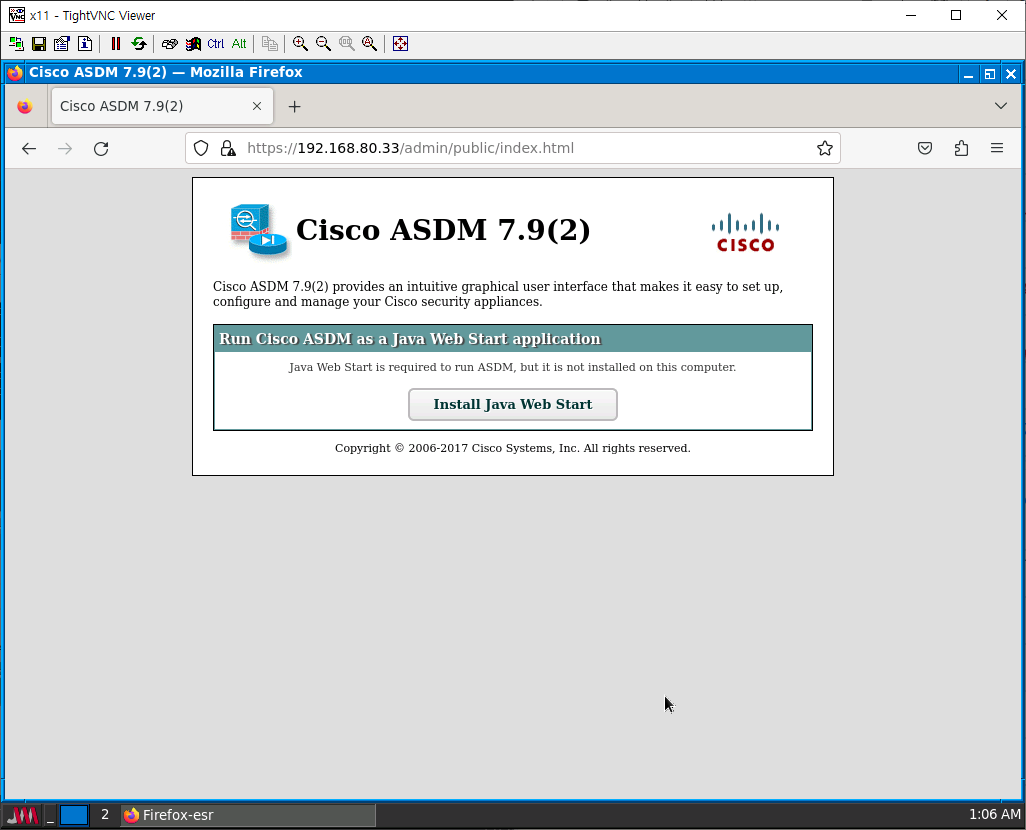 x11 - TightVNC Viewer
Ctrl Alt
Cisco ASDM 7.9(2) — Mozilla Firefox
Cisco ASDM 7.9(2)
https://192.168.80.33/admin/public/index.html
Cisco ASDM 7.9(2)
CISCO
Cisco ASDM 7.9(2) provides an intuitive graphical user interface that makes it easy to set up,
configure and manage your Cisco security appliances.
Run Cisco ASDM as a Java Web Start application
Java Web Start is required to run ASDM, but it is not installed on this computer.
Install Java Web Start
Copyright © 2006-2017 Cisco Systems, Inc. All rights reserved.
2 Firefox-esr 1:06 AM